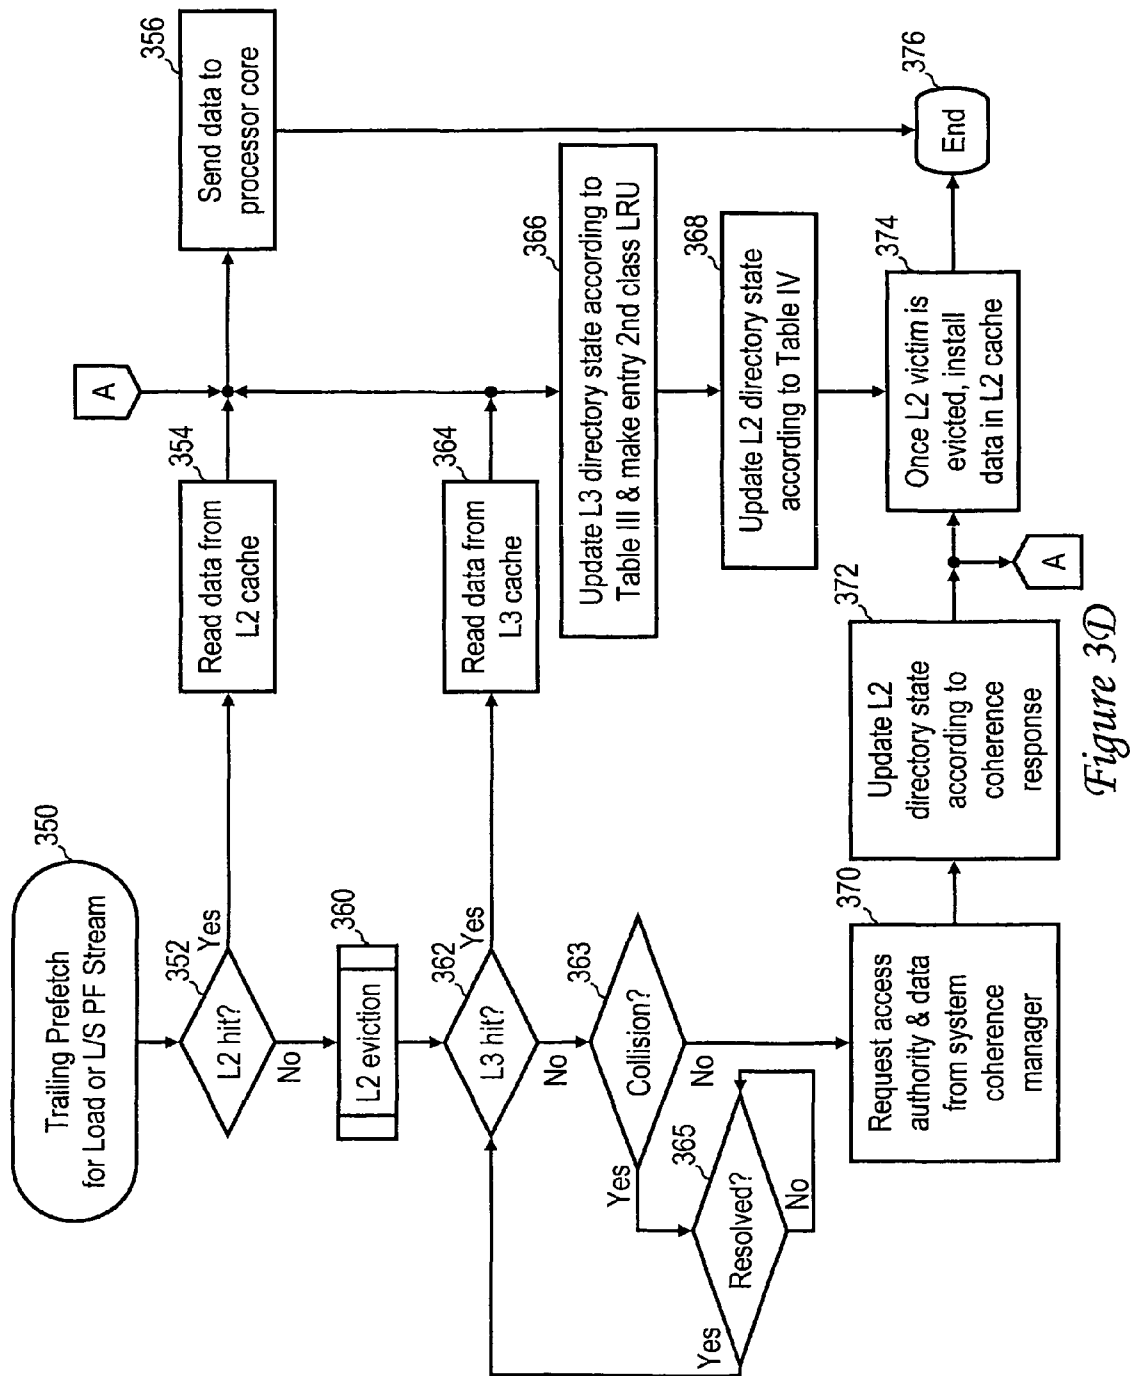 350
Trailing Prefetch
for Load or L/S PF Stream
352
L2 hit?
Yes
No
354
Read data from
L2 cache
A
356
Send data to
processor core
360
L2 eviction
362
L3 hit?
Yes
No
364
Read data from
L3 cache
366
Update L3 directory state according to
Table III & make entry 2nd class LRU
368
Update L2 directory state
according to Table IV
363
Collision?
Yes
No
365
Resolved?
Yes
No
370
Request access
authority & data
from system
coherence
manager
372
Update L2
directory state
according to
coherence
response
A
374
Once L2 victim is
evicted, install
data in L2 cache
376
End
Figure 3D